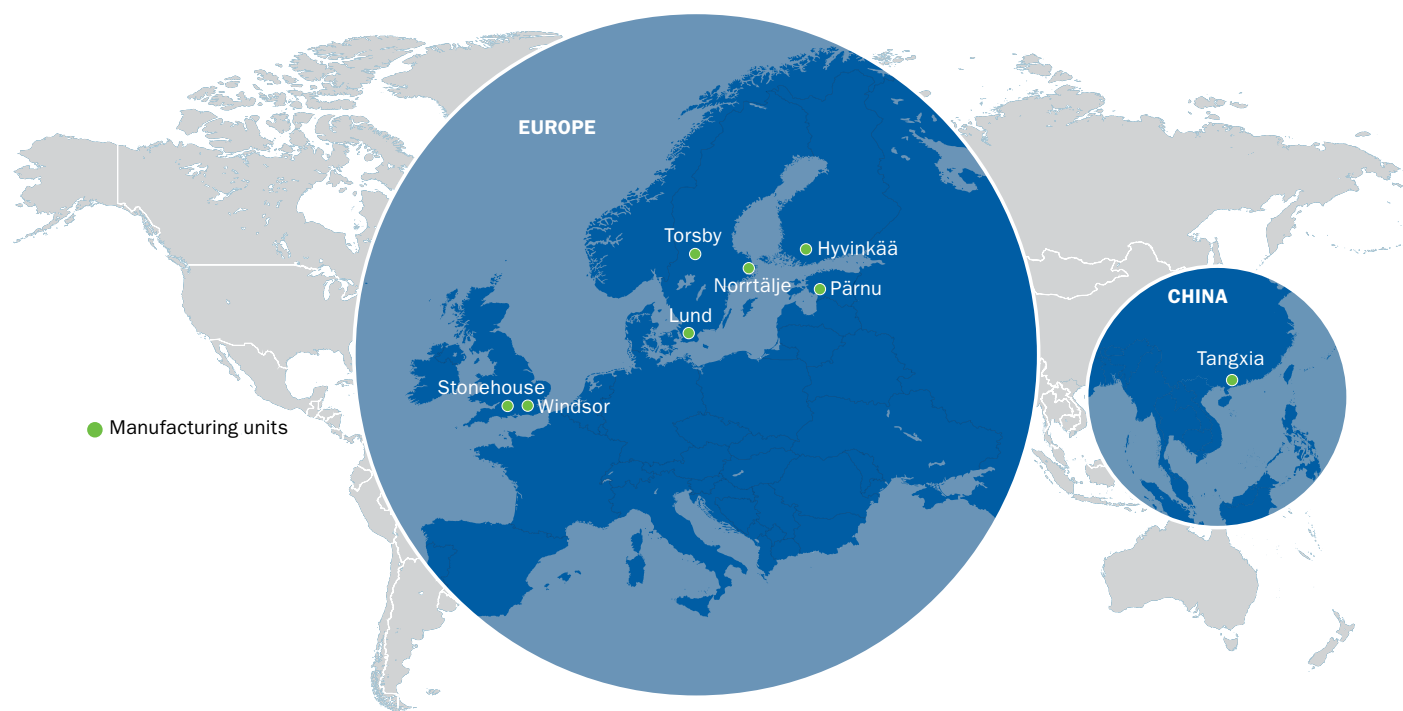 EUROPE
Torsby
Hyvinkää
Norrtälje
Pärnu
CHINA
Lund
Tangxia
Stonehouse
Windsor
Manufacturing units